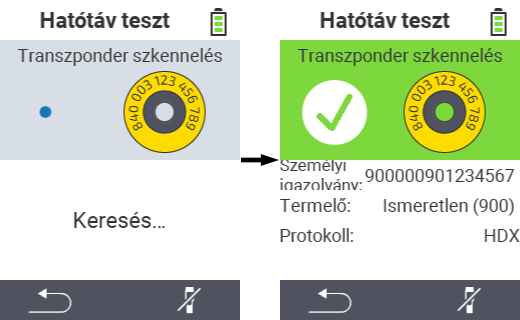 Hatótáv teszt
Transzponder szkennelés
840 003 123 456 789
Keresés...
Hatótáv teszt
Transzponder szkennelés
840 003 123 456 789
Személyi igazolvány: 900000901234567
Termelő: Ismeretlen (900)
Protokoll: HDX